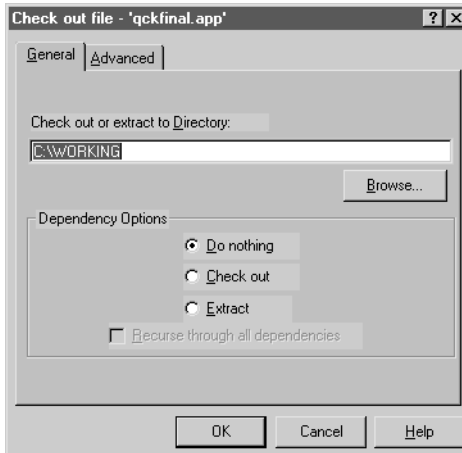 Check out file - 'qckfinal.app'
General
Advanced
Check out or extract to Directory:
C:\WORKING
Browse...
Dependency Options
Do nothing
Check out
Extract
Recurse through all dependencies
OK
Cancel
Help